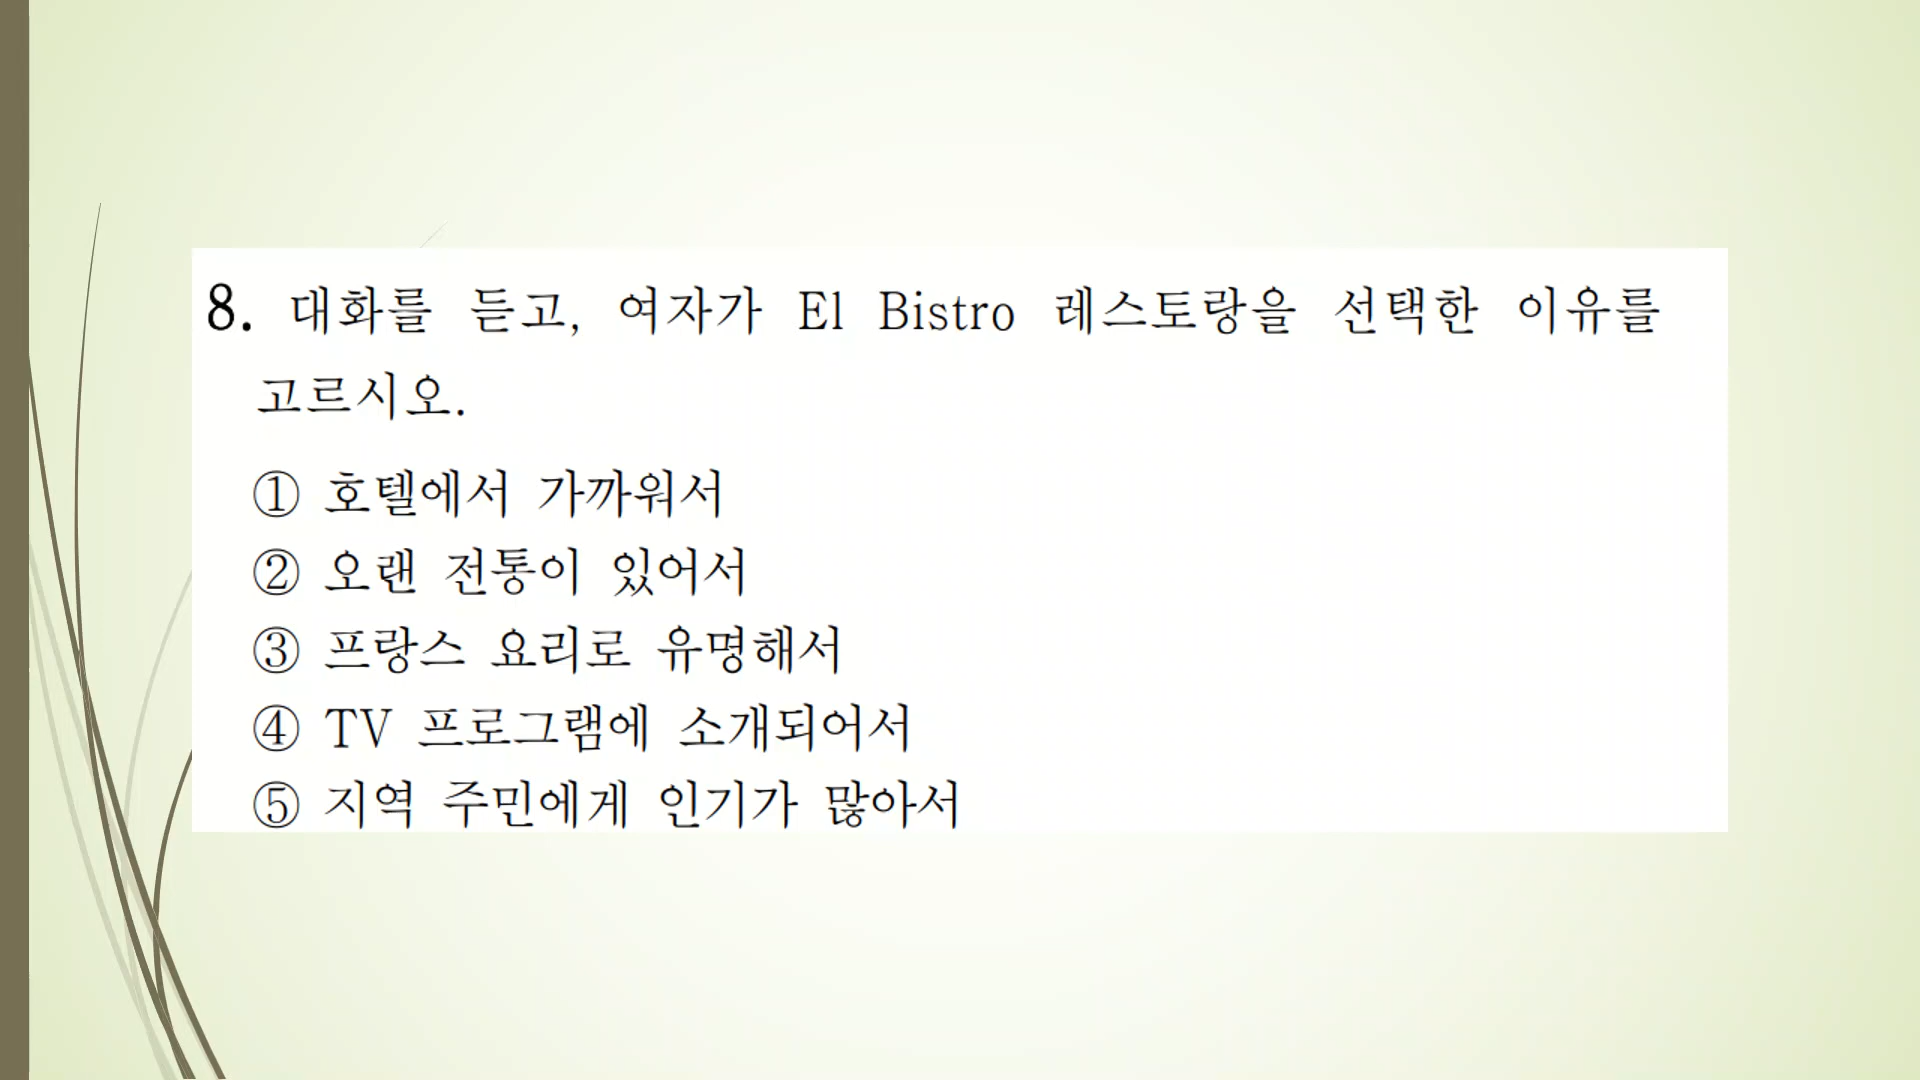 8. 대화를 듣고, 여자가 El Bistro 레스토랑을 선택한 이유를
고르시오.
① 호텔에서 가까워서
② 오랜 전통이 있어서
③ 프랑스 요리로 유명해서
④ TV 프로그램에 소개되어서
⑤ 지역 주민에게 인기가 많아서